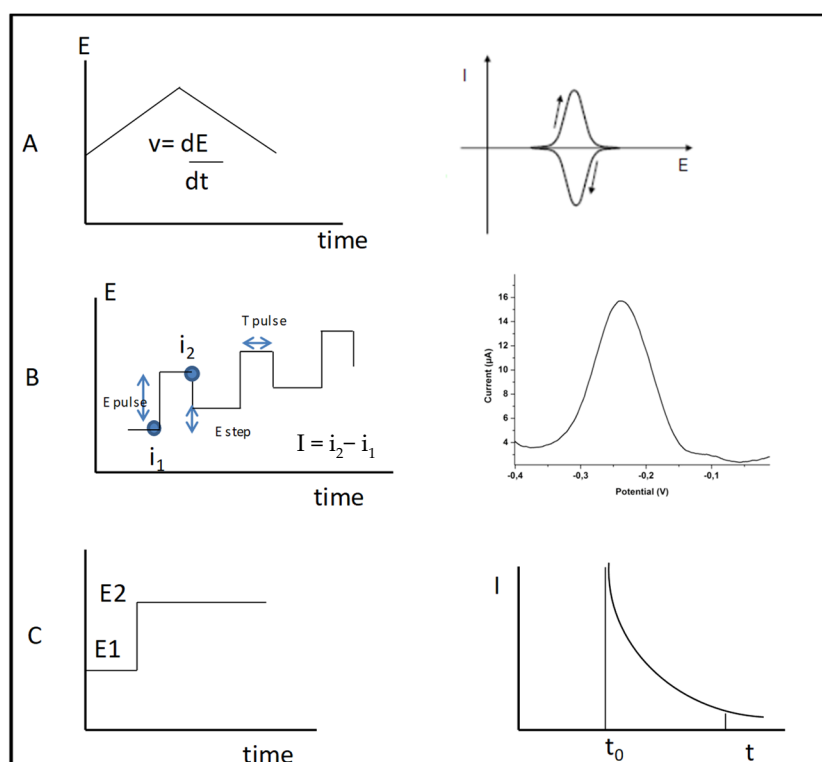 A
E
v= dE
dt
time
I
E
B
E
T pulse
i2
E pulse
E step
i1
I = i2– i1
time
Current (µA)
16
14
12
10
8
6
4
-0,4
-0,3
-0,2
-0,1
Potential (V)
C
E2
E1
time
I
t0
t